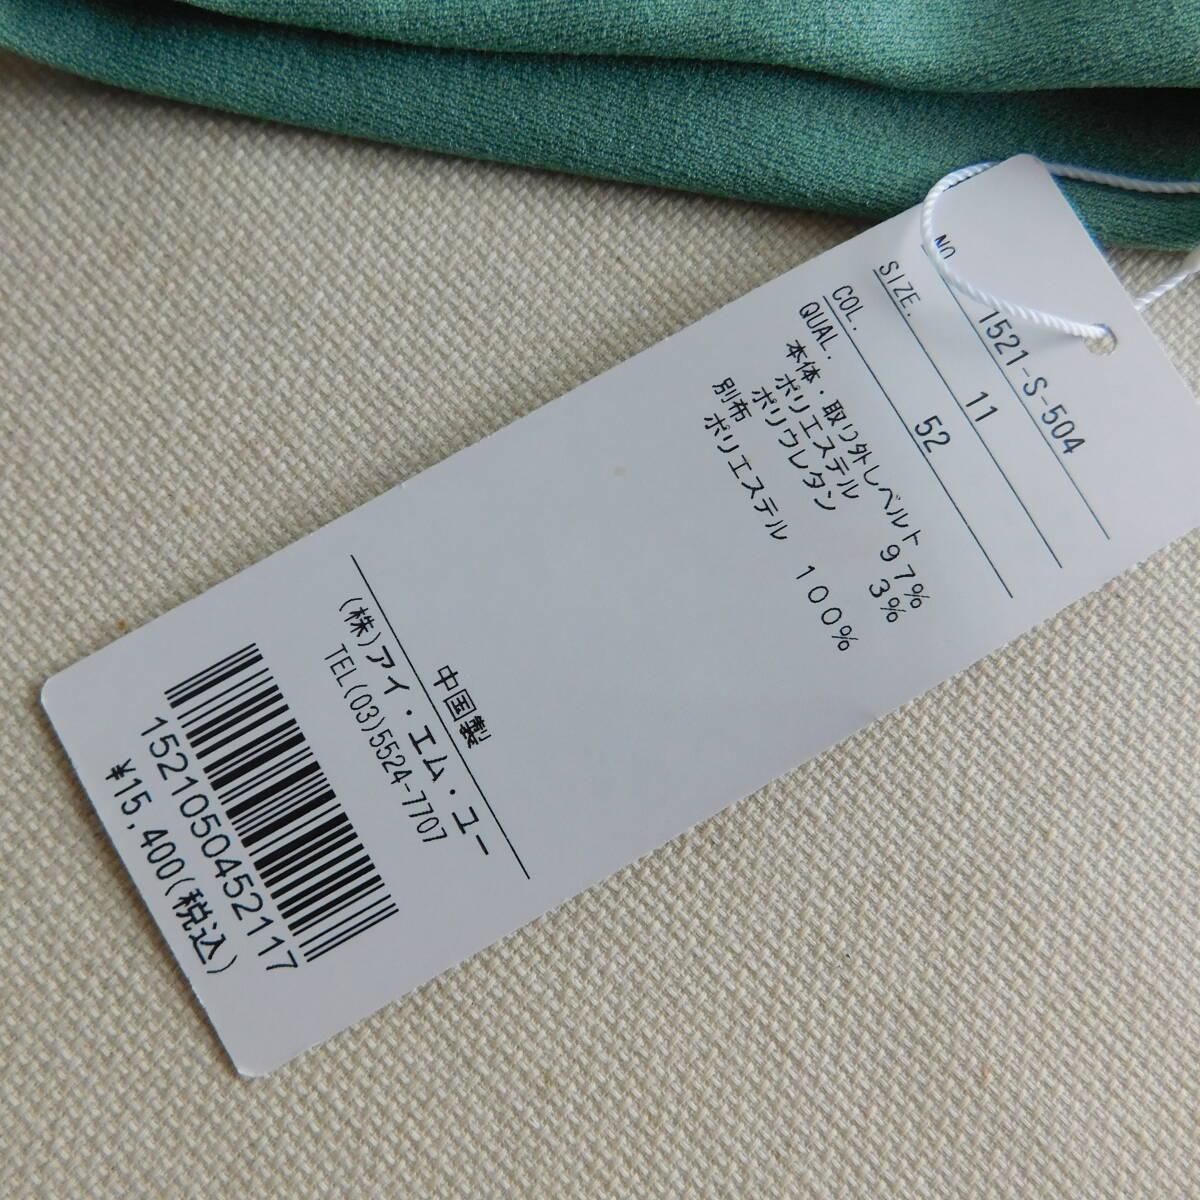 NO. 1521-S-504
SIZE. 11
COL. 52
QUAL.
本体・取り外しベルト
ポリエステル 97%
ポリウレタン 3%
別布
ポリエステル 100%
中国製
(株)アイ・エム・ユー
TEL(03)5524-7707
1521050452117
¥15,400(税込)